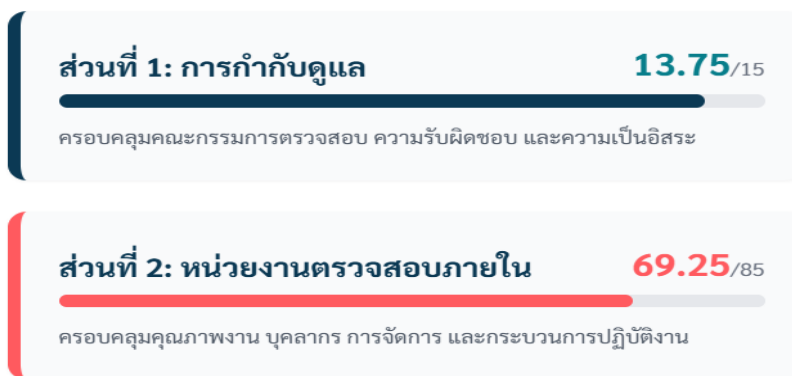 ส่วนที่ 1: การกำกับดูแล 13.75/15
ครอบคลุมคณะกรรมการตรวจสอบ ความรับผิดชอบ และความเป็นอิสระ
ส่วนที่ 2: หน่วยงานตรวจสอบภายใน 69.25/85
ครอบคลุมคุณภาพงาน บุคลากร การจัดการ และกระบวนการปฏิบัติงาน